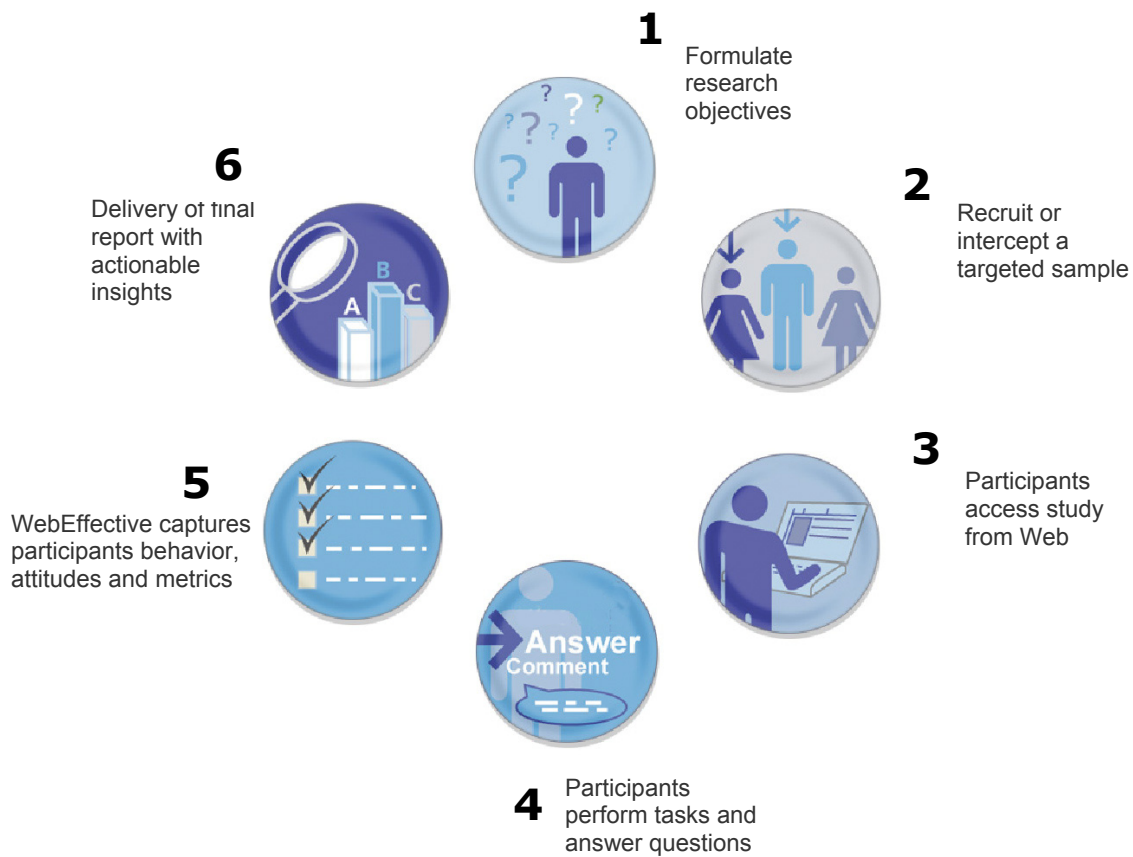 1
Formulate
research
objectives
2
Recruit or
intercept a
targeted sample
3
Participants
access study
from Web
4
Participants
perform tasks and
answer questions
5
WebEffective captures
participants behavior,
attitudes and metrics
6
Delivery of final
report with
actionable
insights
? ? ? ? ? ? ? ?
A B C
Answer
Comment